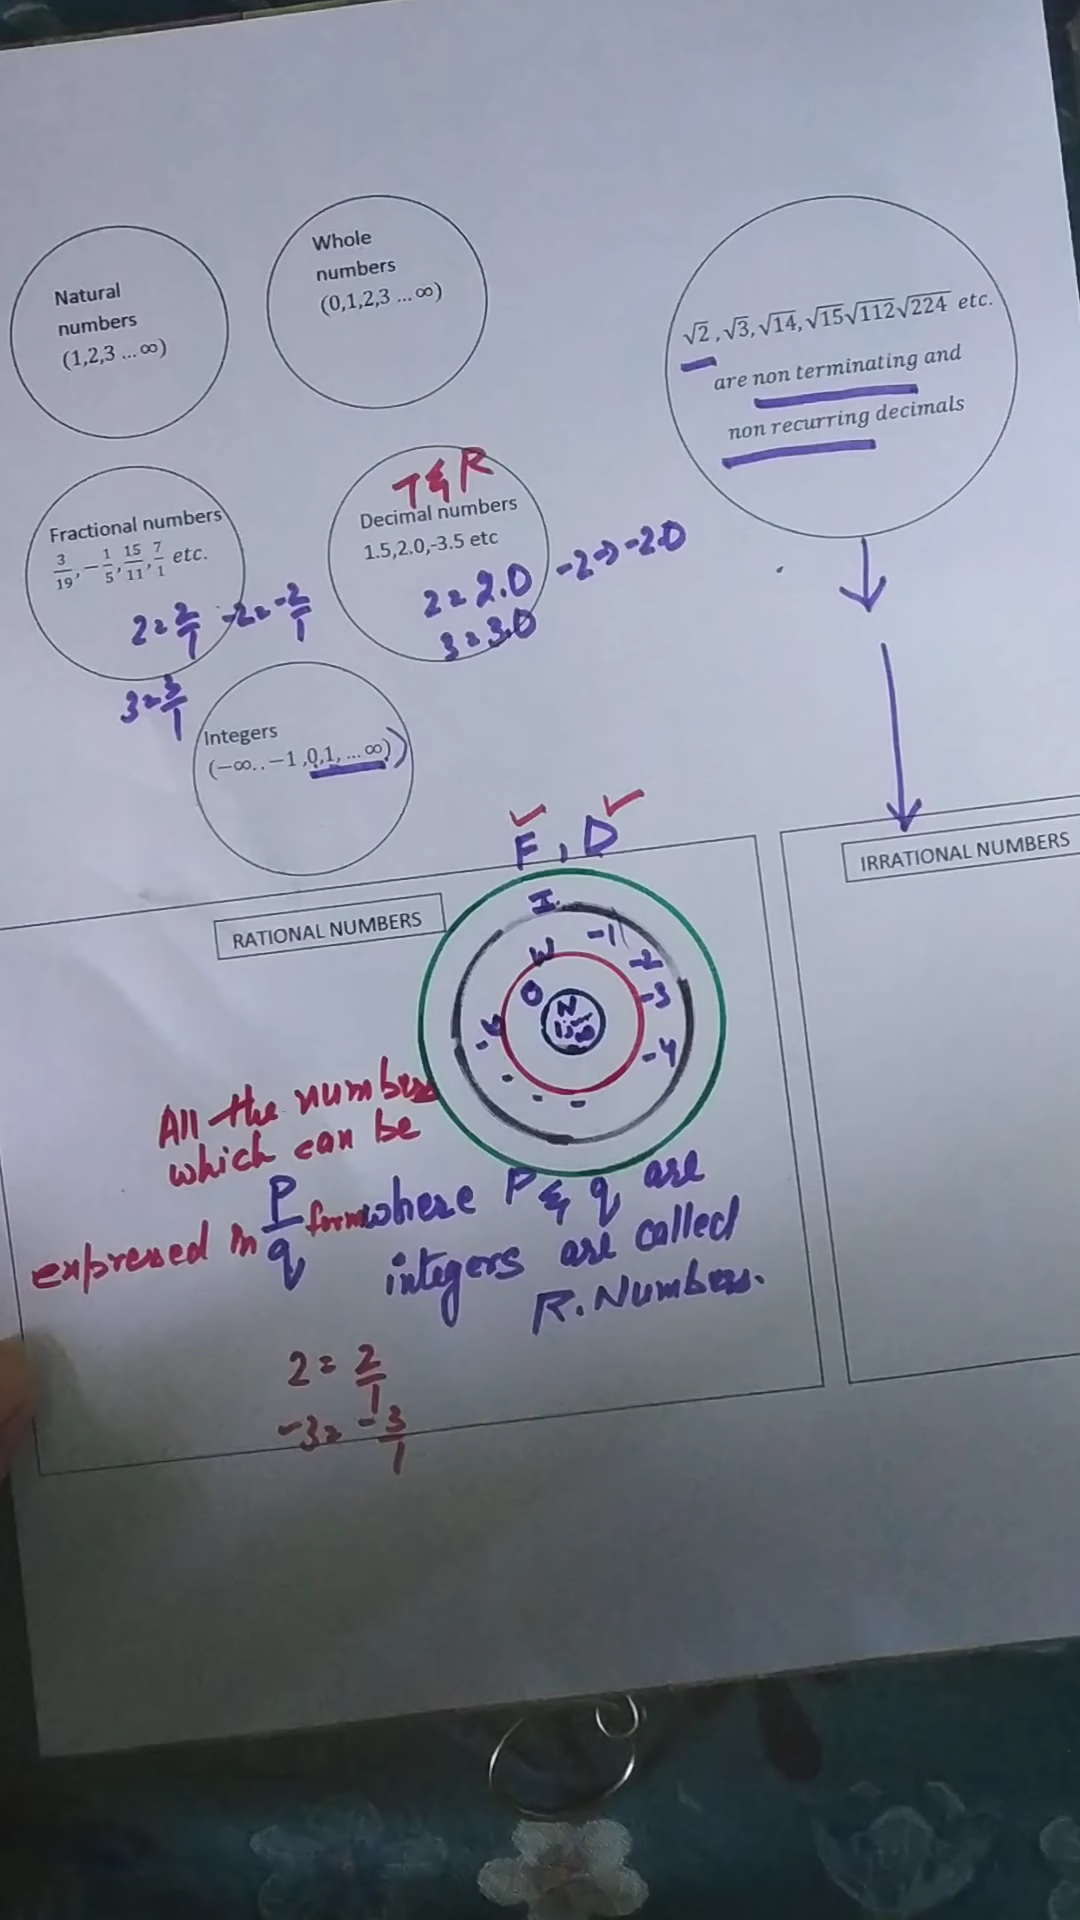 Natural
numbers
(1,2,3 ... ∞)
Whole
numbers
(0,1,2,3 ... ∞)
√2 , √3, √14, √15√112√224 etc.
are non terminating and
non recurring decimals
Fractional numbers
3/19, −1/5, 15/11, 7/1 etc.
2 = 2/1 -2 = -2/1
3 = 3/1
T & R
Decimal numbers
1.5,2.0,-3.5 etc
2 = 2.0 -2 → -2.0
3 = 3.0
Integers
(−∞. . −1 ,0,1, ... ∞)
F, D
RATIONAL NUMBERS
IRRATIONAL NUMBERS
I
W -1
-2
0 -3
N
-4
All the numbers
which can be
expressed in P/q form where P & q are
integers are called
R. Numbers.
2 = 2/1
-3 = -3/1